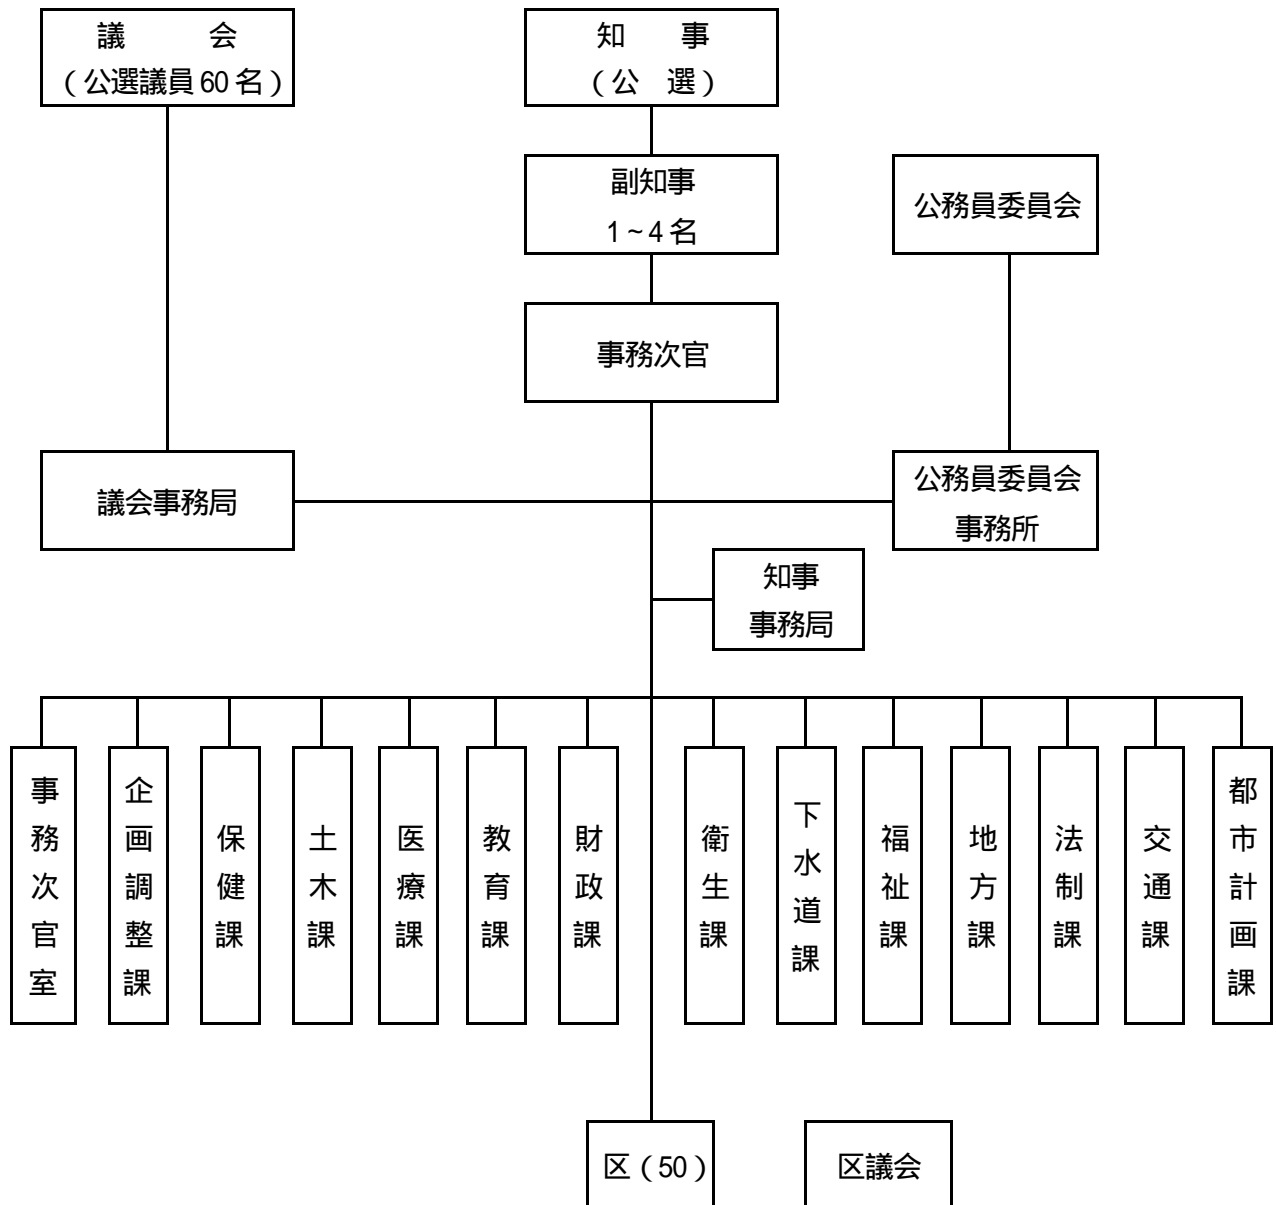 議　　会
（公選議員60名）
知　事
（公　選）
副知事
1~4名
公務員委員会
事務次官
議会事務局
公務員委員会
事務所
知事
事務局
事務次官室
企画調整課
保健課
土木課
医療課
教育課
財政課
衛生課
下水道課
福祉課
地方課
法制課
交通課
都市計画課
区（50）
区議会